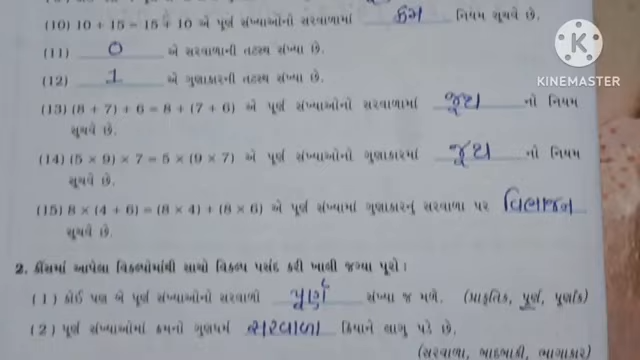 (10) 10 + 15 = 15 + 10 એ પૂર્ણ સંખ્યાઓનો સરવાળામાં ક્રમ નિયમ સૂચવે છે.
(11) 0 એ સરવાળાની તટસ્થ સંખ્યા છે.
(12) 1 એ ગુણાકારની તટસ્થ સંખ્યા છે.
KINEMASTER
(13) (8 + 7) + 6 = 8 + (7 + 6) એ પૂર્ણ સંખ્યાઓનો સરવાળામાં જૂથ નો નિયમ
સૂચવે છે.
(14) (5 × 9) × 7 = 5 × (9 × 7) એ પૂર્ણ સંખ્યાઓનો ગુણાકારમાં જૂથ નો નિયમ
સૂચવે છે.
(15) 8 × (4 + 6) = (8 × 4) + (8 × 6) એ પૂર્ણ સંખ્યામાં ગુણાકારનું સરવાળા પર વિભાજન
સૂચવે છે.
2. કૌંસમાં આપેલા વિકલ્પોમાંથી સાચો વિકલ્પ પસંદ કરી ખાલી જગ્યા પૂરો :
(1) કોઈ પણ બે પૂર્ણ સંખ્યાઓનો સરવાળો પૂર્ણ સંખ્યા જ મળે. (પ્રાકૃતિક, પૂર્ણ, પૂર્ણાંક)
(2) પૂર્ણ સંખ્યાઓમાં ક્રમનો ગુણધર્મ સરવાળા ક્રિયાને લાગુ પડે છે.
(સરવાળા, બાદબાકી, ભાગાકાર)